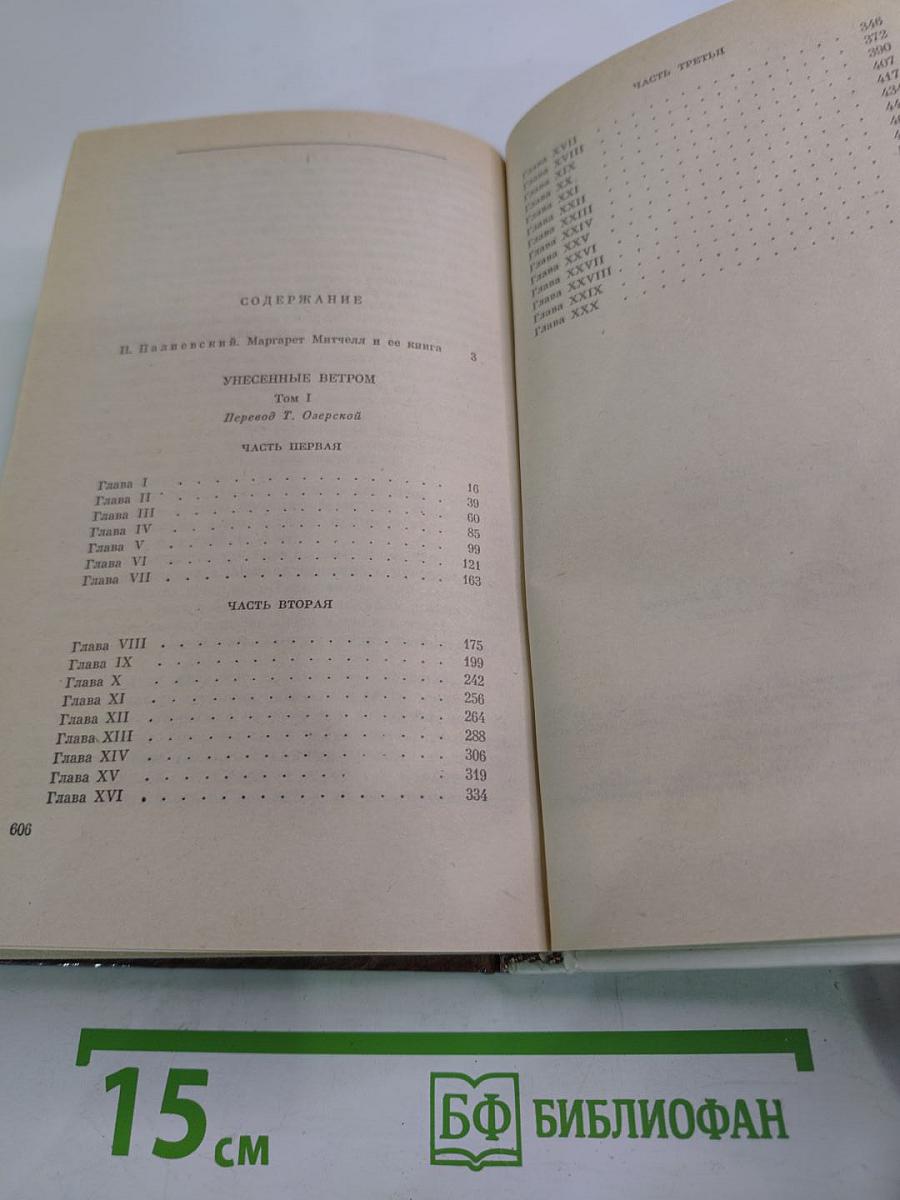 СОДЕРЖАНИЕ
П. Палиевский. Маргарет Митчелл и ее книга 3
УНЕСЕННЫЕ ВЕТРОМ
Том I
Перевод Т. Озерской
ЧАСТЬ ПЕРВАЯ
Глава I . . . . . . . . . . . . . . . 16
Глава II . . . . . . . . . . . . . . . 39
Глава III . . . . . . . . . . . . . . . 60
Глава IV . . . . . . . . . . . . . . . 85
Глава V . . . . . . . . . . . . . . . 99
Глава VI . . . . . . . . . . . . . . . 121
Глава VII . . . . . . . . . . . . . . . 163
ЧАСТЬ ВТОРАЯ
Глава VIII . . . . . . . . . . . . . . . 175
Глава IX . . . . . . . . . . . . . . . 199
Глава X . . . . . . . . . . . . . . . 242
Глава XI . . . . . . . . . . . . . . . 256
Глава XII . . . . . . . . . . . . . . . 264
Глава XIII . . . . . . . . . . . . . . . 288
Глава XIV . . . . . . . . . . . . . . . 306
Глава XV . . . . . . . . . . . . . . . 319
Глава XVI . . . . . . . . . . . . . . . 334
606
ЧАСТЬ ТРЕТЬЯ
Глава XVII . . . . . . . . . . . . 346
Глава XVIII . . . . . . . . . . . . 372
Глава XIX . . . . . . . . . . . . 390
Глава XX . . . . . . . . . . . . 407
Глава XXI . . . . . . . . . . . . 417
Глава XXII . . . . . . . . . . . .
Глава XXIII . . . . . . . . . . . .
Глава XXIV . . . . . . . . . . . .
Глава XXV . . . . . . . . . . . .
Глава XXVI . . . . . . . . . . . .
Глава XXVII . . . . . . . . . . . .
Глава XXVIII . . . . . . . . . . . .
Глава XXIX . . . . . . . . . . . .
Глава XXX . . . . . . . . . . . .
15 см
БФ БИБЛИОФАН